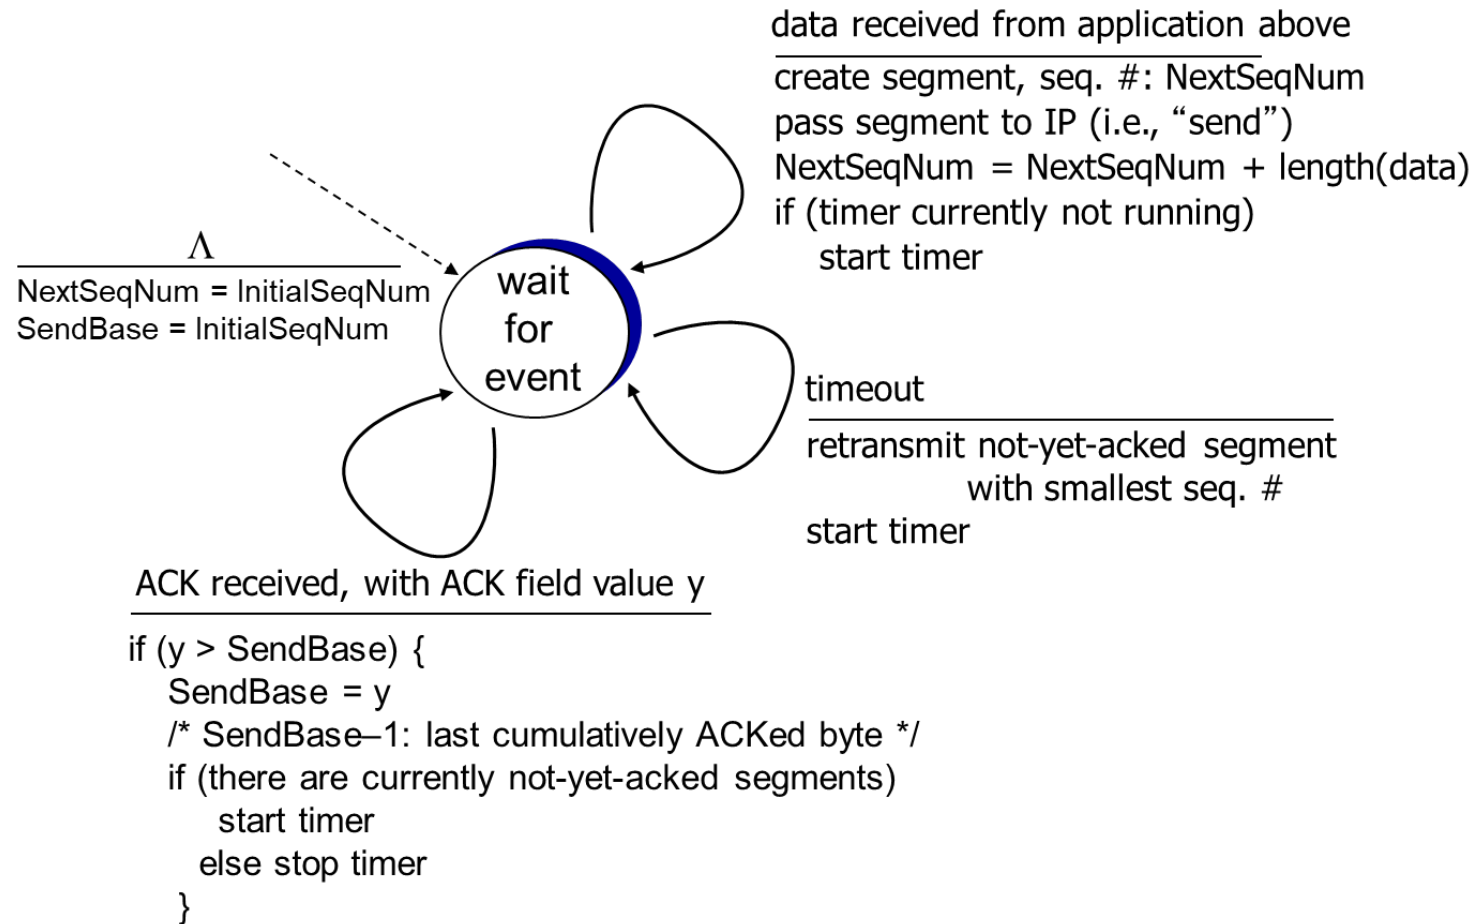 data received from application above
create segment, seq. #: NextSeqNum
pass segment to IP (i.e., “send”)
NextSeqNum = NextSeqNum + length(data)
if (timer currently not running)
start timer
Λ
NextSeqNum = InitialSeqNum
SendBase = InitialSeqNum
wait
for
event
timeout
retransmit not-yet-acked segment
with smallest seq. #
start timer
ACK received, with ACK field value y
if (y > SendBase) {
SendBase = y
/* SendBase–1: last cumulatively ACKed byte */
if (there are currently not-yet-acked segments)
start timer
else stop timer
}